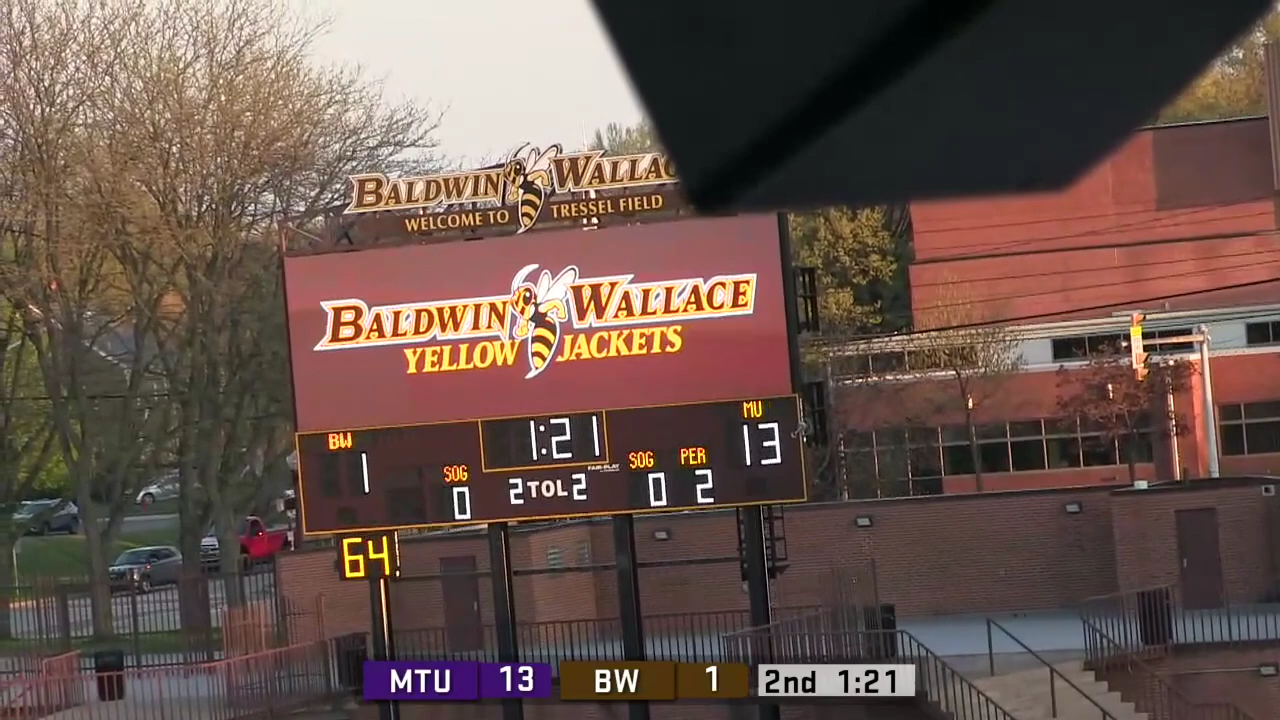 BALDWIN WALLAC
WELCOME TO TRESSEL FIELD
BALDWIN WALLACE
YELLOW JACKETS
BW 1:21 MU
1 13
SOG SOG PER
0 2 TOL 2 0 2
FAIR-PLAY
64
MTU 13 BW 1 2nd 1:21